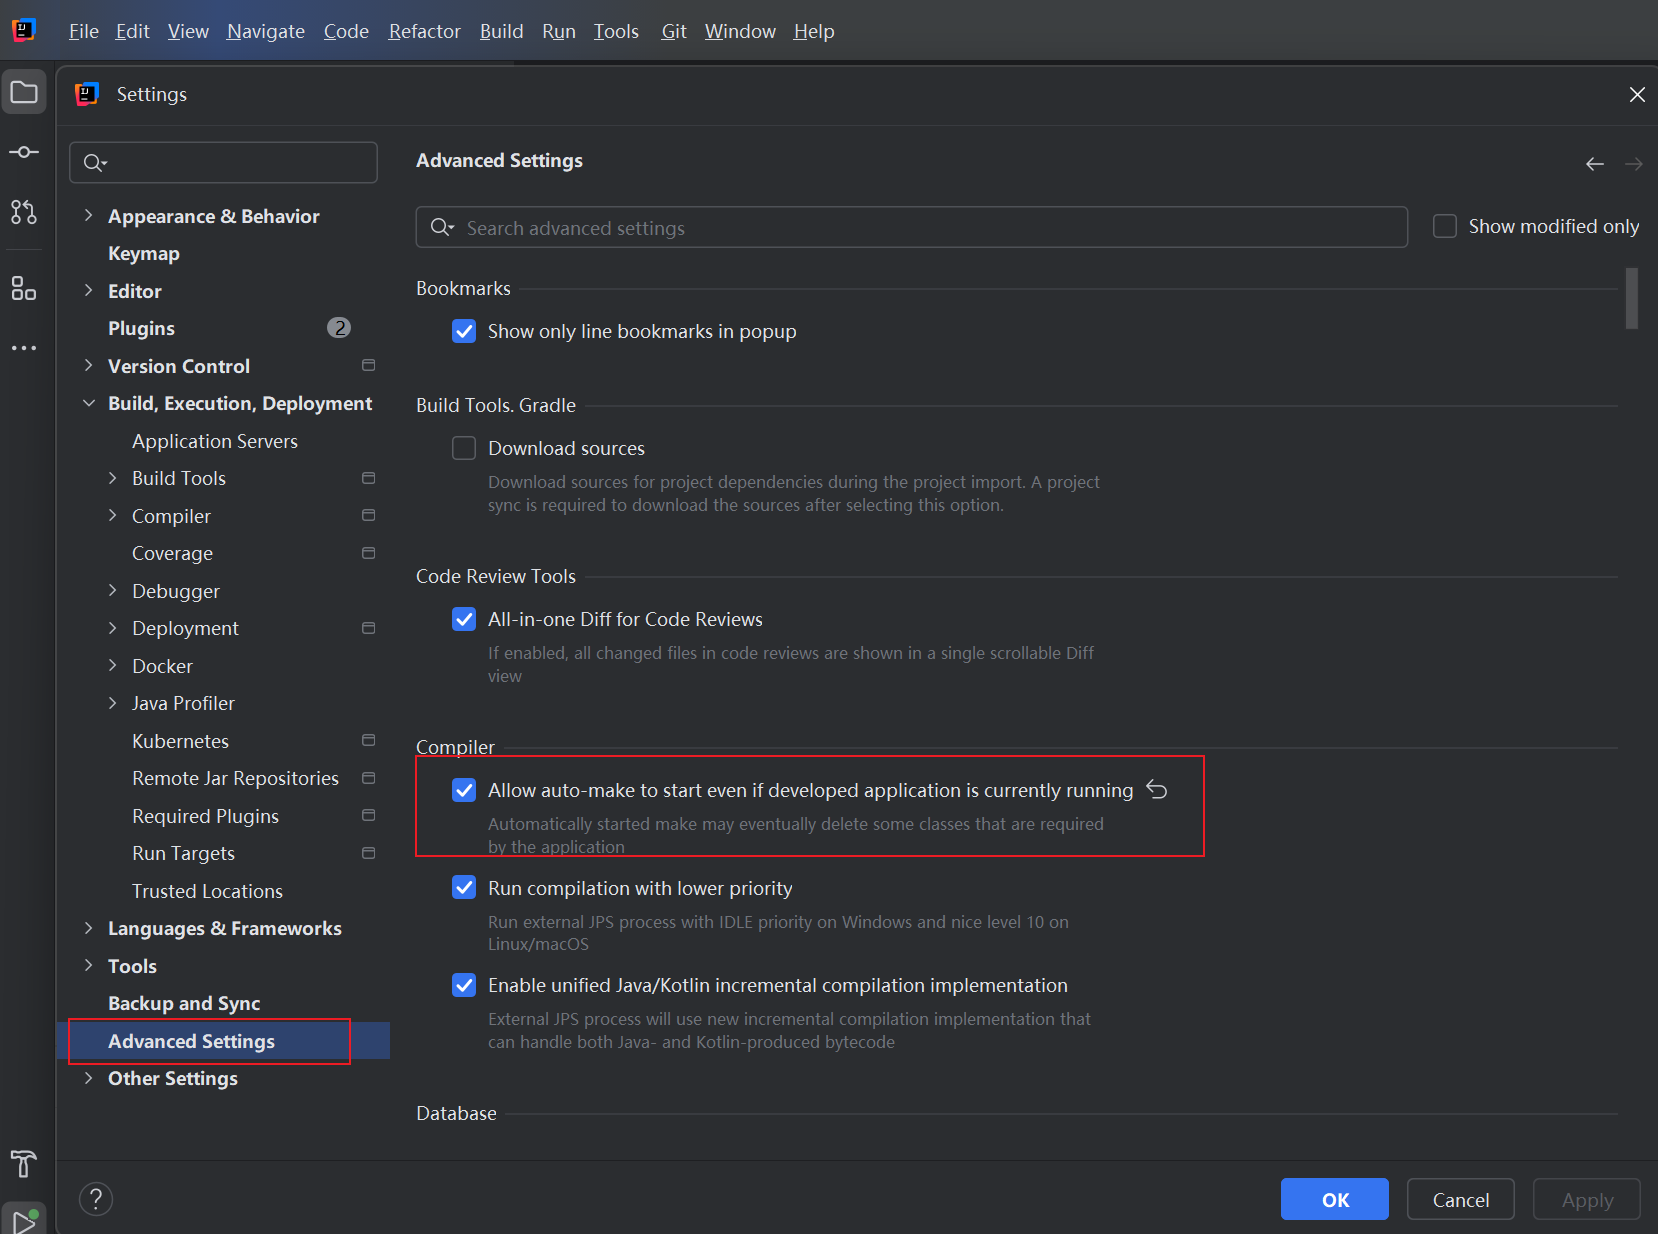 File Edit View Navigate Code Refactor Build Run Tools Git Window Help
Settings
Advanced Settings
Search advanced settings
Show modified only
Appearance & Behavior
Keymap
Editor
Plugins 2
Version Control
Build, Execution, Deployment
Application Servers
Build Tools
Compiler
Coverage
Debugger
Deployment
Docker
Java Profiler
Kubernetes
Remote Jar Repositories
Required Plugins
Run Targets
Trusted Locations
Languages & Frameworks
Tools
Backup and Sync
Advanced Settings
Other Settings
Bookmarks
Show only line bookmarks in popup
Build Tools. Gradle
Download sources
Download sources for project dependencies during the project import. A project
sync is required to download the sources after selecting this option.
Code Review Tools
All-in-one Diff for Code Reviews
If enabled, all changed files in code reviews are shown in a single scrollable Diff
view
Compiler
Allow auto-make to start even if developed application is currently running
Automatically started make may eventually delete some classes that are required
by the application
Run compilation with lower priority
Run external JPS process with IDLE priority on Windows and nice level 10 on
Linux/macOS
Enable unified Java/Kotlin incremental compilation implementation
External JPS process will use new incremental compilation implementation that
can handle both Java- and Kotlin-produced bytecode
Database
?
OK Cancel Apply